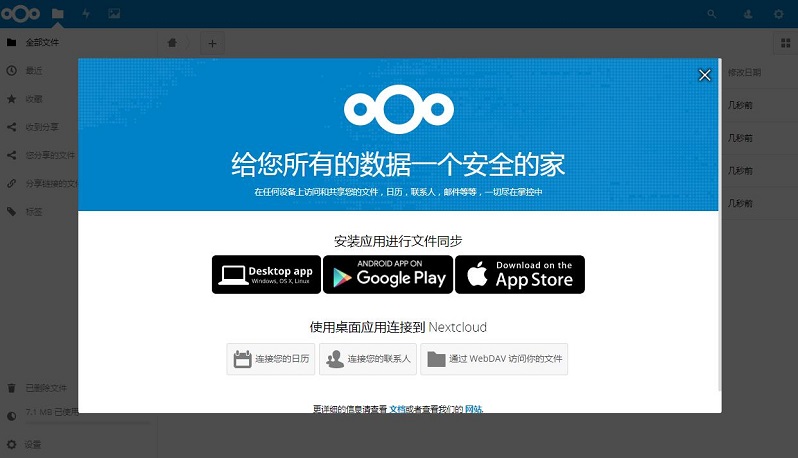 全部文件
最近
收藏
收到分享
您分享的文件
分享链接的文
标签
修改日期
几秒前
几秒前
几秒前
几秒前
给您所有的数据一个安全的家
在任何设备上访问和共享您的文件，日历，联系人，邮件等等，一切尽在掌控中
安装应用进行文件同步
Desktop app
Windows, OS X, Linux
ANDROID APP ON
Google Play
Download on the
App Store
使用桌面应用连接到 Nextcloud
连接您的日历
连接您的联系人
通过 WebDAV 访问你的文件
更详细的信息请查看 文档或者查看我们的 网站.
已删除文件
7.1 MB 已使用
设置